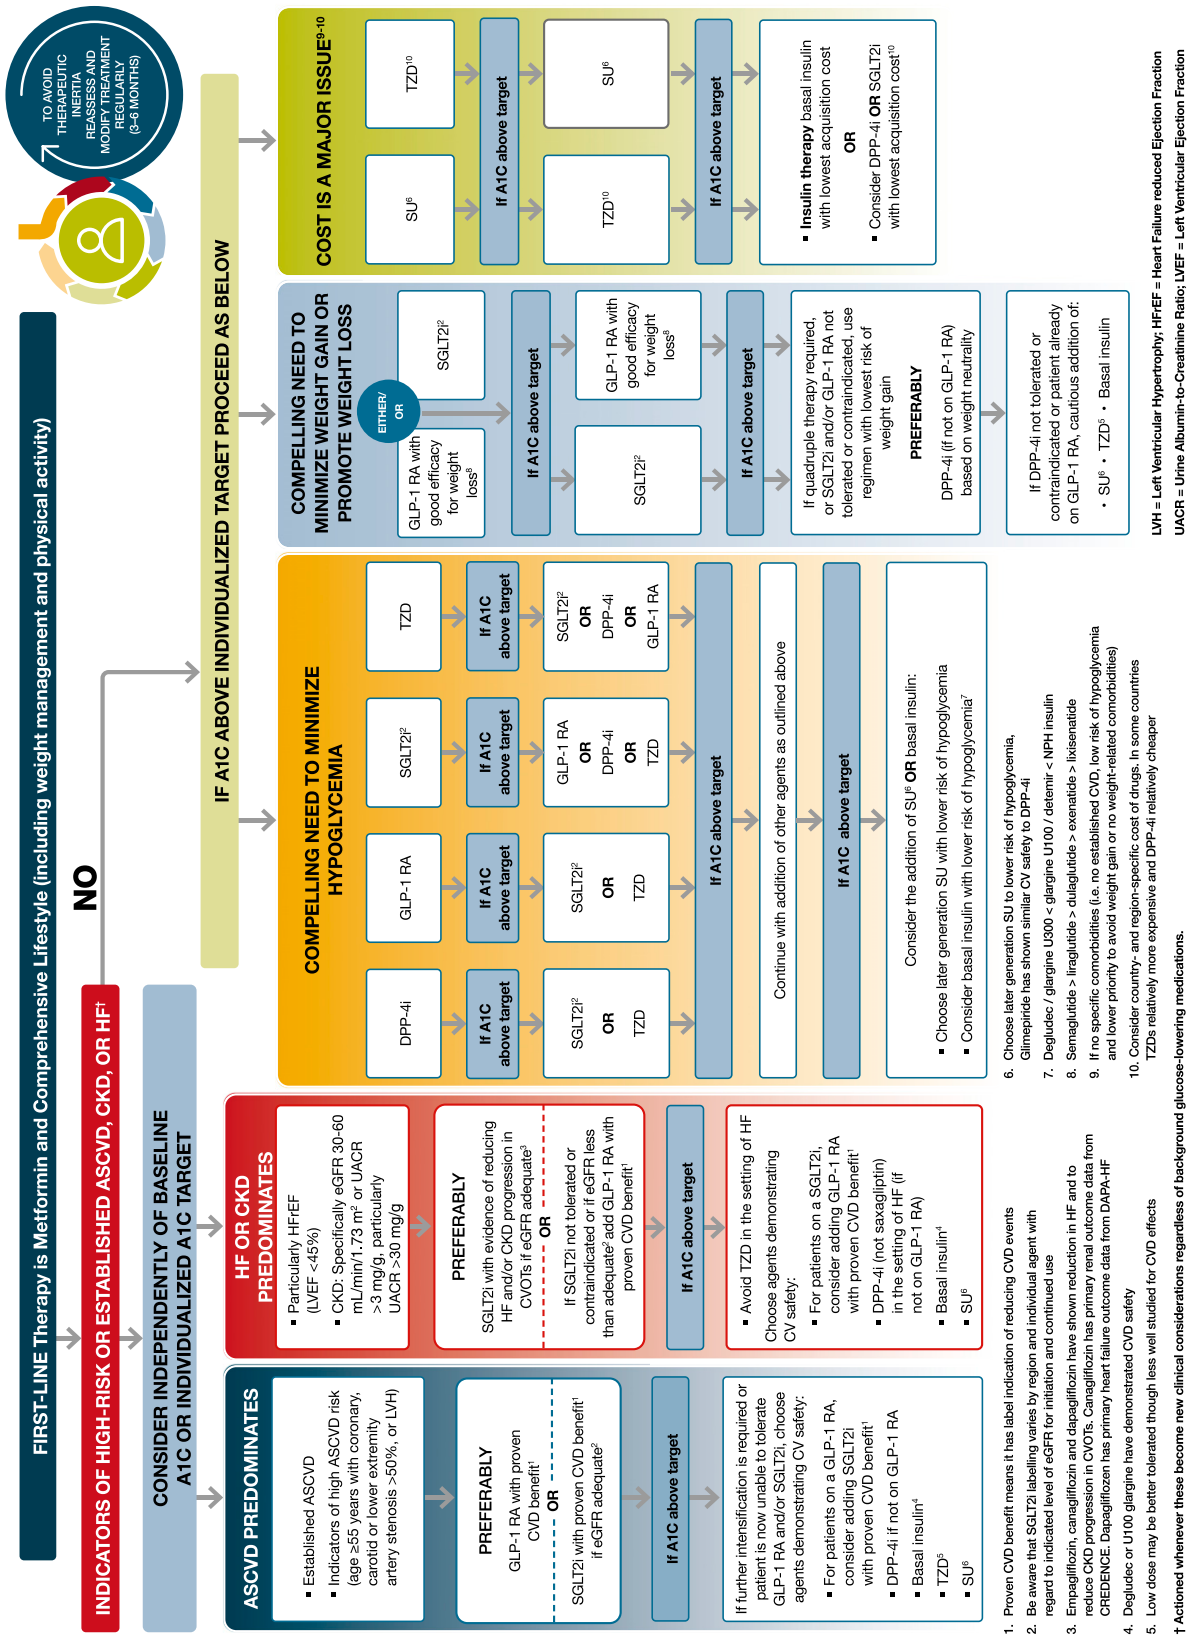 FIRST-LINE Therapy is Metformin and Comprehensive Lifestyle (including weight management and physical activity)
TO AVOID
THERAPEUTIC
INERTIA
REASSESS AND
MODIFY TREATMENT
REGULARLY
(3–6 MONTHS)
INDICATORS OF HIGH-RISK OR ESTABLISHED ASCVD, CKD, OR HF†
NO
CONSIDER INDEPENDENTLY OF BASELINE
A1C OR INDIVIDUALIZED A1C TARGET
IF A1C ABOVE INDIVIDUALIZED TARGET PROCEED AS BELOW
ASCVD PREDOMINATES
▪ Established ASCVD
▪ Indicators of high ASCVD risk
(age ≥55 years with coronary,
carotid or lower extremity
artery stenosis >50%, or LVH)
PREFERABLY
GLP-1 RA with proven
CVD benefit¹
OR
SGLT2i with proven CVD benefit¹
if eGFR adequate²
If A1C above target
If further intensification is required or
patient is now unable to tolerate
GLP-1 RA and/or SGLT2i, choose
agents demonstrating CV safety:
▪ For patients on a GLP-1 RA,
consider adding SGLT2i
with proven CVD benefit¹
▪ DPP-4i if not on GLP-1 RA
▪ Basal insulin⁴
▪ TZD⁵
▪ SU⁶
HF OR CKD
PREDOMINATES
▪ Particularly HFrEF
(LVEF <45%)
▪ CKD: Specifically eGFR 30-60
mL/min/1.73 m² or UACR
>3 mg/g, particularly
UACR >30 mg/g
PREFERABLY
SGLT2i with evidence of reducing
HF and/or CKD progression in
CVOTs if eGFR adequate³
OR
If SGLT2i not tolerated or
contraindicated or if eGFR less
than adequate² add GLP-1 RA with
proven CVD benefit¹
If A1C above target
▪ Avoid TZD in the setting of HF
Choose agents demonstrating
CV safety:
▪ For patients on a SGLT2i,
consider adding GLP-1 RA
with proven CVD benefit¹
▪ DPP-4i (not saxagliptin)
in the setting of HF (if
not on GLP-1 RA)
▪ Basal insulin⁴
▪ SU⁶
COMPELLING NEED TO MINIMIZE
HYPOGLYCEMIA
DPP-4i
GLP-1 RA
SGLT2i²
TZD
If A1C
above target
If A1C
above target
If A1C
above target
If A1C
above target
SGLT2i²
OR
TZD
SGLT2i²
OR
TZD
GLP-1 RA
OR
DPP-4i
OR
TZD
SGLT2i²
OR
DPP-4i
OR
GLP-1 RA
If A1C above target
Continue with addition of other agents as outlined above
If A1C above target
Consider the addition of SU⁶ OR basal insulin:
▪ Choose later generation SU with lower risk of hypoglycemia
▪ Consider basal insulin with lower risk of hypoglycemia⁷
COMPELLING NEED TO
MINIMIZE WEIGHT GAIN OR
PROMOTE WEIGHT LOSS
EITHER/
OR
GLP-1 RA with
good efficacy
for weight
loss⁸
SGLT2i²
If A1C above target
SGLT2i²
GLP-1 RA with
good efficacy
for weight
loss⁸
If A1C above target
If quadruple therapy required,
or SGLT2i and/or GLP-1 RA not
tolerated or contraindicated, use
regimen with lowest risk of
weight gain
PREFERABLY
DPP-4i (if not on GLP-1 RA)
based on weight neutrality
If DPP-4i not tolerated or
contraindicated or patient already
on GLP-1 RA, cautious addition of:
• SU⁶ • TZD⁵ • Basal insulin
COST IS A MAJOR ISSUE⁹⁻¹⁰
SU⁶
TZD¹⁰
If A1C above target
TZD¹⁰
SU⁶
If A1C above target
▪ Insulin therapy basal insulin
with lowest acquisition cost
OR
▪ Consider DPP-4i OR SGLT2i
with lowest acquisition cost¹⁰
1. Proven CVD benefit means it has label indication of reducing CVD events
2. Be aware that SGLT2i labelling varies by region and individual agent with
regard to indicated level of eGFR for initiation and continued use
3. Empagliflozin, canagliflozin and dapagliflozin have shown reduction in HF and to
reduce CKD progression in CVOTs. Canagliflozin has primary renal outcome data from
CREDENCE. Dapagliflozen has primary heart failure outcome data from DAPA-HF
4. Degludec or U100 glargine have demonstrated CVD safety
5. Low dose may be better tolerated though less well studied for CVD effects
6. Choose later generation SU to lower risk of hypoglycemia,
Glimepiride has shown similar CV safety to DPP-4i
7. Degludec / glargine U300 < glargine U100 / detemir < NPH insulin
8. Semaglutide > liraglutide > dulaglutide > exenatide > lixisenatide
9. If no specific comorbidities (i.e. no established CVD, low risk of hypoglycemia
and lower priority to avoid weight gain or no weight-related comorbidities)
10. Consider country- and region-specific cost of drugs. In some countries
TZDs relatively more expensive and DPP-4i relatively cheaper
† Actioned whenever these become new clinical considerations regardless of background glucose-lowering medications.
LVH = Left Ventricular Hypertrophy; HFrEF = Heart Failure reduced Ejection Fraction
UACR = Urine Albumin-to-Creatinine Ratio; LVEF = Left Ventricular Ejection Fraction